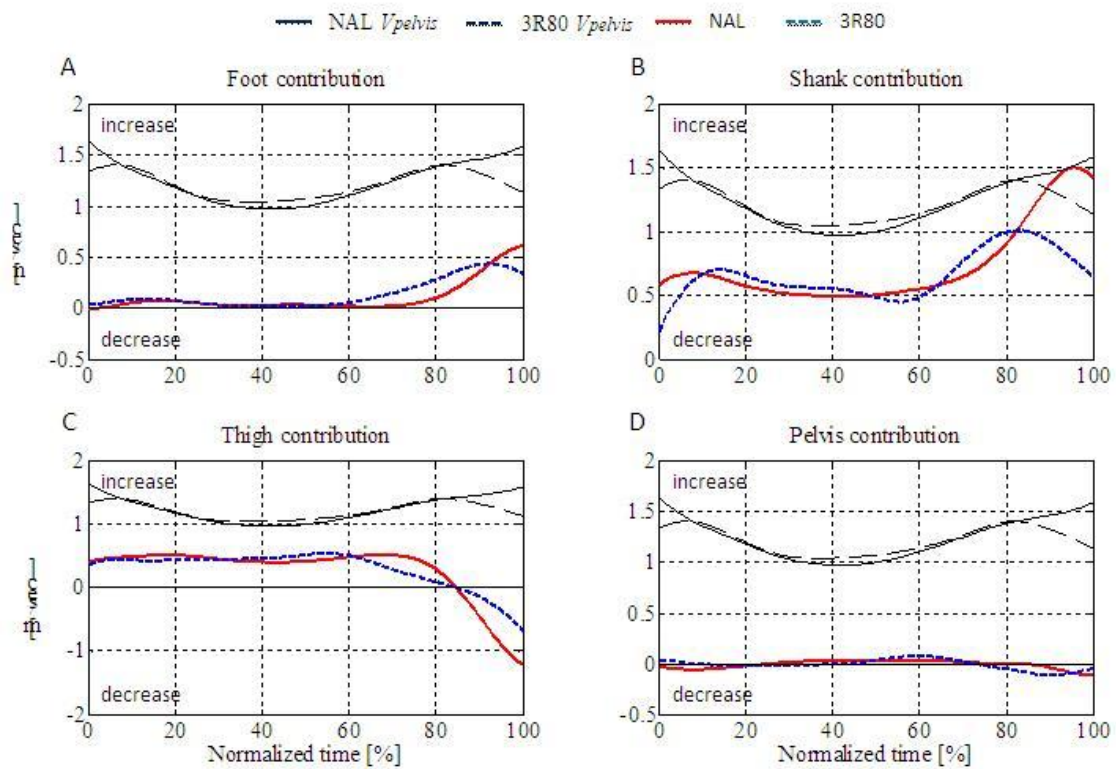 NAL Vpelvis 3R80 Vpelvis NAL 3R80
A
Foot contribution
2
increase
1.5
1
0.5
0
decrease
-0.5
0 20 40 60 80 100
B
Shank contribution
2
increase
1.5
1
0.5
decrease
0
0 20 40 60 80 100
C
Thigh contribution
2
increase
1
0
-1
decrease
-2
0 20 40 60 80 100
Normalized time [%]
D
Pelvis contribution
2
increase
1.5
1
0.5
0
decrease
-0.5
0 20 40 60 80 100
Normalized time [%]